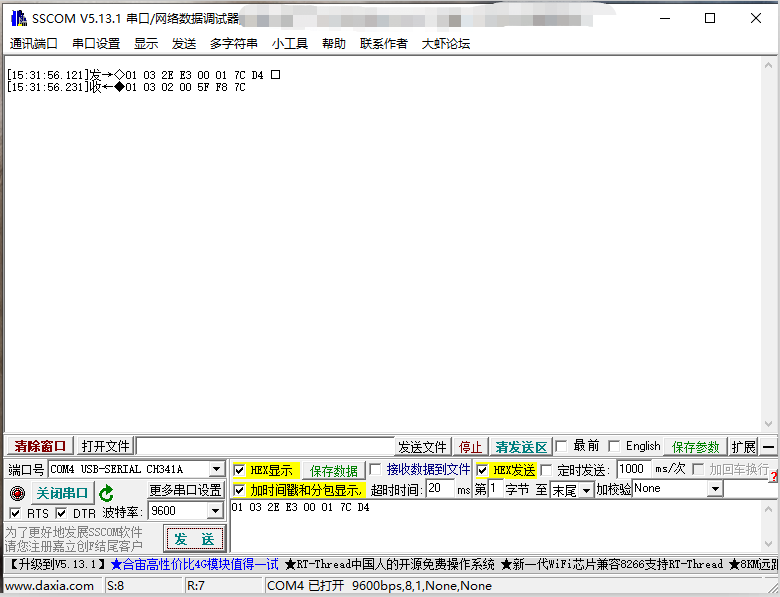 SSCOM V5.13.1 串口/网络数据调试器
通讯端口 串口设置 显示 发送 多字符串 小工具 帮助 联系作者 大虾论坛
[15:31:56.121]发→◇01 03 2E E3 00 01 7C D4 □
[15:31:56.231]收←◆01 03 02 00 5F F8 7C
清除窗口 打开文件 发送文件 停止 清发送区 最前 English 保存参数 扩展 —
端口号 COM4 USB-SERIAL CH341A HEX显示 保存数据 接收数据到文件 HEX发送 定时发送: 1000 ms/次 加回车换行
关闭串口 更多串口设置 加时间戳和分包显示, 超时时间: 20 ms 第 1 字节 至 末尾 加校验 None
RTS DTR 波特率: 9600 01 03 2E E3 00 01 7C D4
为了更好地发展SSCOM软件
请您注册嘉立创F结尾客户
发 送
【升级到V5.13.1】★合宙高性价比4G模块值得一试 ★RT-Thread中国人的开源免费操作系统 ★新一代WiFi芯片兼容8266支持RT-Thread ★8KM远距
www.daxia.com S:8 R:7 COM4 已打开 9600bps,8,1,None,None